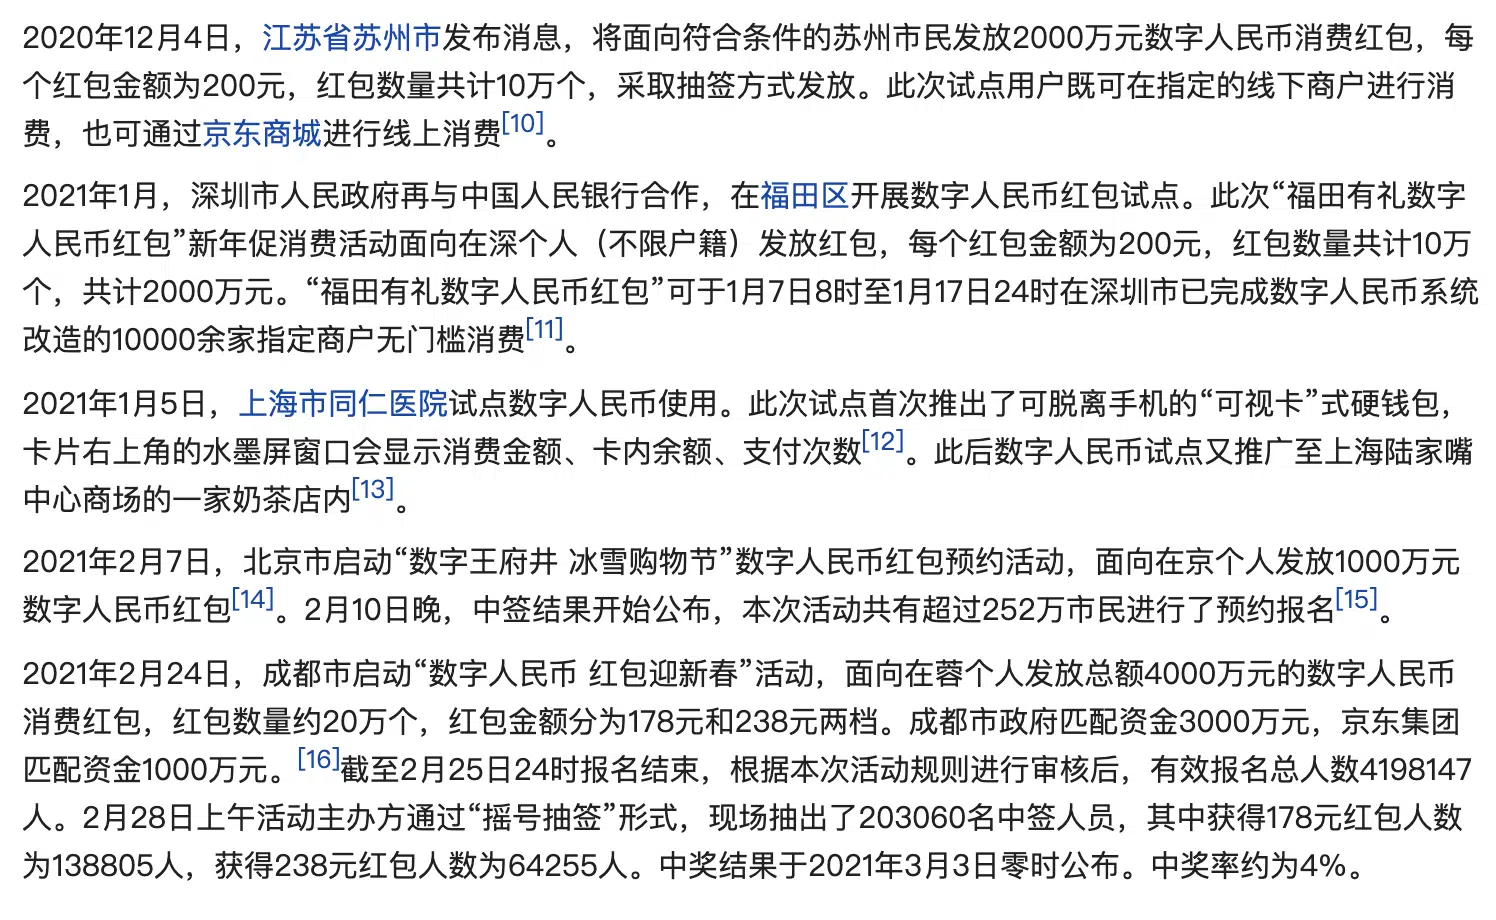 2020年12月4日，江苏省苏州市发布消息，将面向符合条件的苏州市民发放2000万元数字人民币消费红包，每
个红包金额为200元，红包数量共计10万个，采取抽签方式发放。此次试点用户既可在指定的线下商户进行消
费，也可通过京东商城进行线上消费[10]。
2021年1月，深圳市人民政府再与中国人民银行合作，在福田区开展数字人民币红包试点。此次“福田有礼数字
人民币红包”新年促消费活动面向在深个人（不限户籍）发放红包，每个红包金额为200元，红包数量共计10万
个，共计2000万元。“福田有礼数字人民币红包”可于1月7日8时至1月17日24时在深圳市已完成数字人民币系统
改造的10000余家指定商户无门槛消费[11]。
2021年1月5日，上海市同仁医院试点数字人民币使用。此次试点首次推出了可脱离手机的“可视卡”式硬钱包，
卡片右上角的水墨屏窗口会显示消费金额、卡内余额、支付次数[12]。此后数字人民币试点又推广至上海陆家嘴
中心商场的一家奶茶店内[13]。
2021年2月7日，北京市启动“数字王府井 冰雪购物节”数字人民币红包预约活动，面向在京个人发放1000万元
数字人民币红包[14]。2月10日晚，中签结果开始公布，本次活动共有超过252万市民进行了预约报名[15]。
2021年2月24日，成都市启动“数字人民币 红包迎新春”活动，面向在蓉个人发放总额4000万元的数字人民币
消费红包，红包数量约20万个，红包金额分为178元和238元两档。成都市政府匹配资金3000万元，京东集团
匹配资金1000万元。[16]截至2月25日24时报名结束，根据本次活动规则进行审核后，有效报名总人数4198147
人。2月28日上午活动主办方通过“摇号抽签”形式，现场抽出了203060名中签人员，其中获得178元红包人数
为138805人，获得238元红包人数为64255人。中奖结果于2021年3月3日零时公布。中奖率约为4%。